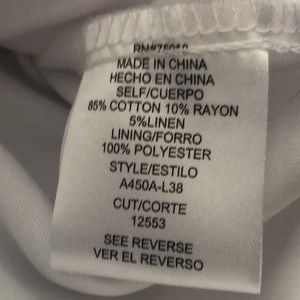 MADE IN CHINA
HECHO EN CHINA
SELF/CUERPO
85% COTTON 10% RAYON
5%LINEN
LINING/FORRO
100% POLYESTER
STYLE/ESTILO
A450A-L38
CUT/CORTE
12553
SEE REVERSE
VER EL REVERSO